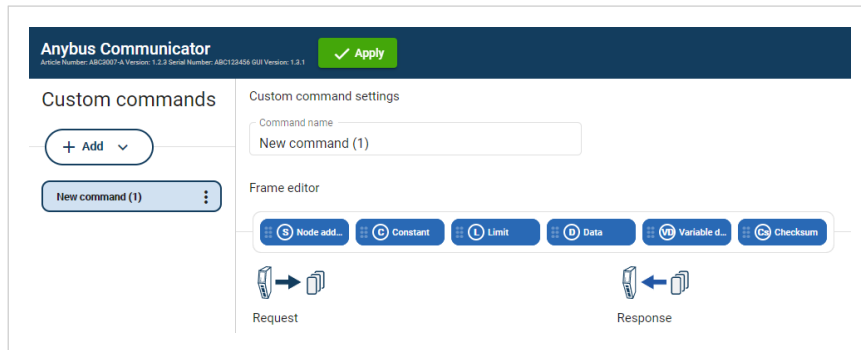 Anybus Communicator
Article Number: ABC3007-A Version: 1.2.3 Serial Number: ABC123456 GUI Version: 1.3.1
Apply
Custom commands
Add
New command (1)
Custom command settings
Command name
New command (1)
Frame editor
S Node add...
C Constant
L Limit
D Data
VD Variable d...
Cs Checksum
Request
Response